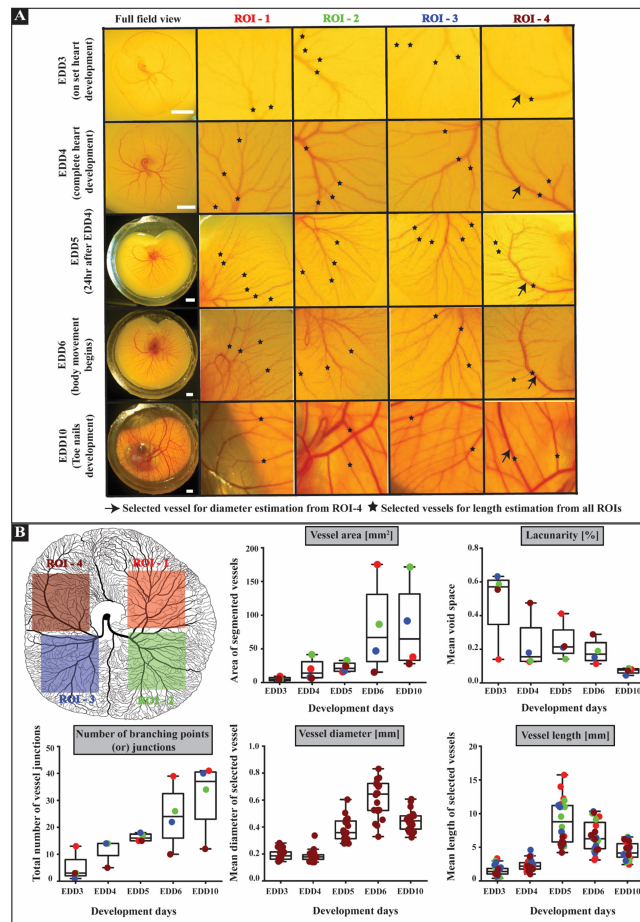 A
Full field view
ROI - 1
ROI - 2
ROI - 3
ROI - 4
EDD3
(on set heart
development)
EDD4
(complete heart
development)
EDD5
(24hr after EDD4)
EDD6
(body movement
begins)
EDD10
(Toe nails
development)
Selected vessel for diameter estimation from ROI-4
Selected vessels for length estimation from all ROIs
B
ROI - 4
ROI - 1
ROI - 3
ROI - 2
Vessel area [mm²]
Area of segmented vessels
200
150
100
50
0
EDD3 EDD4 EDD5 EDD6 EDD10
Development days
Lacunarity [%]
Mean void space
0.6
0.4
0.2
0.0
EDD3 EDD4 EDD5 EDD6 EDD10
Development days
Number of branching points
(or) junctions
Total number of vessel junctions
50
40
30
20
10
0
EDD3 EDD4 EDD5 EDD6 EDD10
Development days
Vessel diameter [mm]
Mean diameter of selected vessel
1.0
0.8
0.6
0.4
0.2
0.0
EDD3 EDD4 EDD5 EDD6 EDD10
Development days
Vessel length [mm]
Mean length of selected vessels
20
15
10
5
0
EDD3 EDD4 EDD5 EDD6 EDD10
Development days